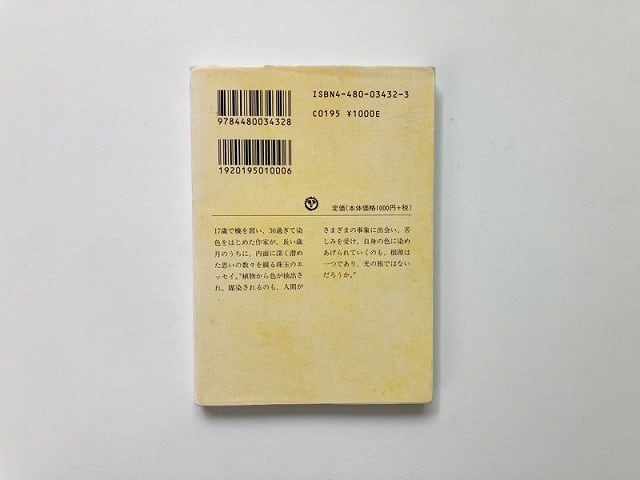 ISBN4-480-03432-3
9784480034328
C0195 ¥1000E
1920195010006
定価(本体価格1000円+税)
17歳で機を習い、30過ぎて染
色をはじめた作家が、長い歳
月のうちに、内面に深く潜め
た思いの数々を綴る珠玉のエ
ッセイ。"植物から色が抽出さ
れ、媒染されるのも、人間が
さまざまの事象に出会い、苦
しみを受け、自身の色に染め
あげられていくのも、根源は
一つであり、光の旅ではない
だろうか。"